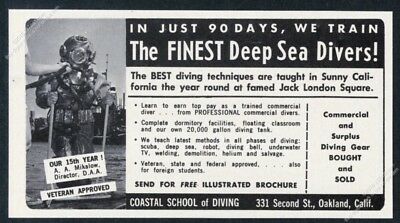 IN JUST 90 DAYS, WE TRAIN
The FINEST Deep Sea Divers!
The BEST diving techniques are taught in Sunny Cali-
fornia the year round at famed Jack London Square.
• Learn to earn top pay as a trained commercial
diver . . . from PROFESSIONAL commercial divers.
• Complete dormitory facilities, floating classroom
and our own 20,000 gallon diving tank.
• We teach latest methods in all phases of diving:
scuba, deep sea, robot, diving bell, underwater
TV, welding, demolition, helium and salvage.
• Veteran, state and federal approved. . . . also
for foreign students.
SEND FOR FREE ILLUSTRATED BROCHURE
Commercial
and
Surplus
Diving Gear
BOUGHT
and
SOLD
OUR 15th YEAR!
A. A. Mikalow,
Director, D.A.A.
VETERAN APPROVED
COASTAL SCHOOL of DIVING 331 Second St., Oakland, Calif.